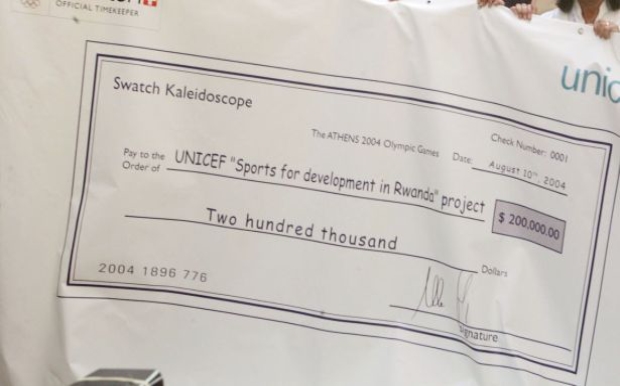 OFFICIAL TIMEKEEPER
unic
Swatch Kaleidoscope
The ATHENS 2004 Olympic Games
Check Number: 0001
Date: August 10th, 2004
Pay to the Order of UNICEF "Sports for development in Rwanda" project
$ 200,000.00
Two hundred thousand
Dollars
2004 1896 776
Signature